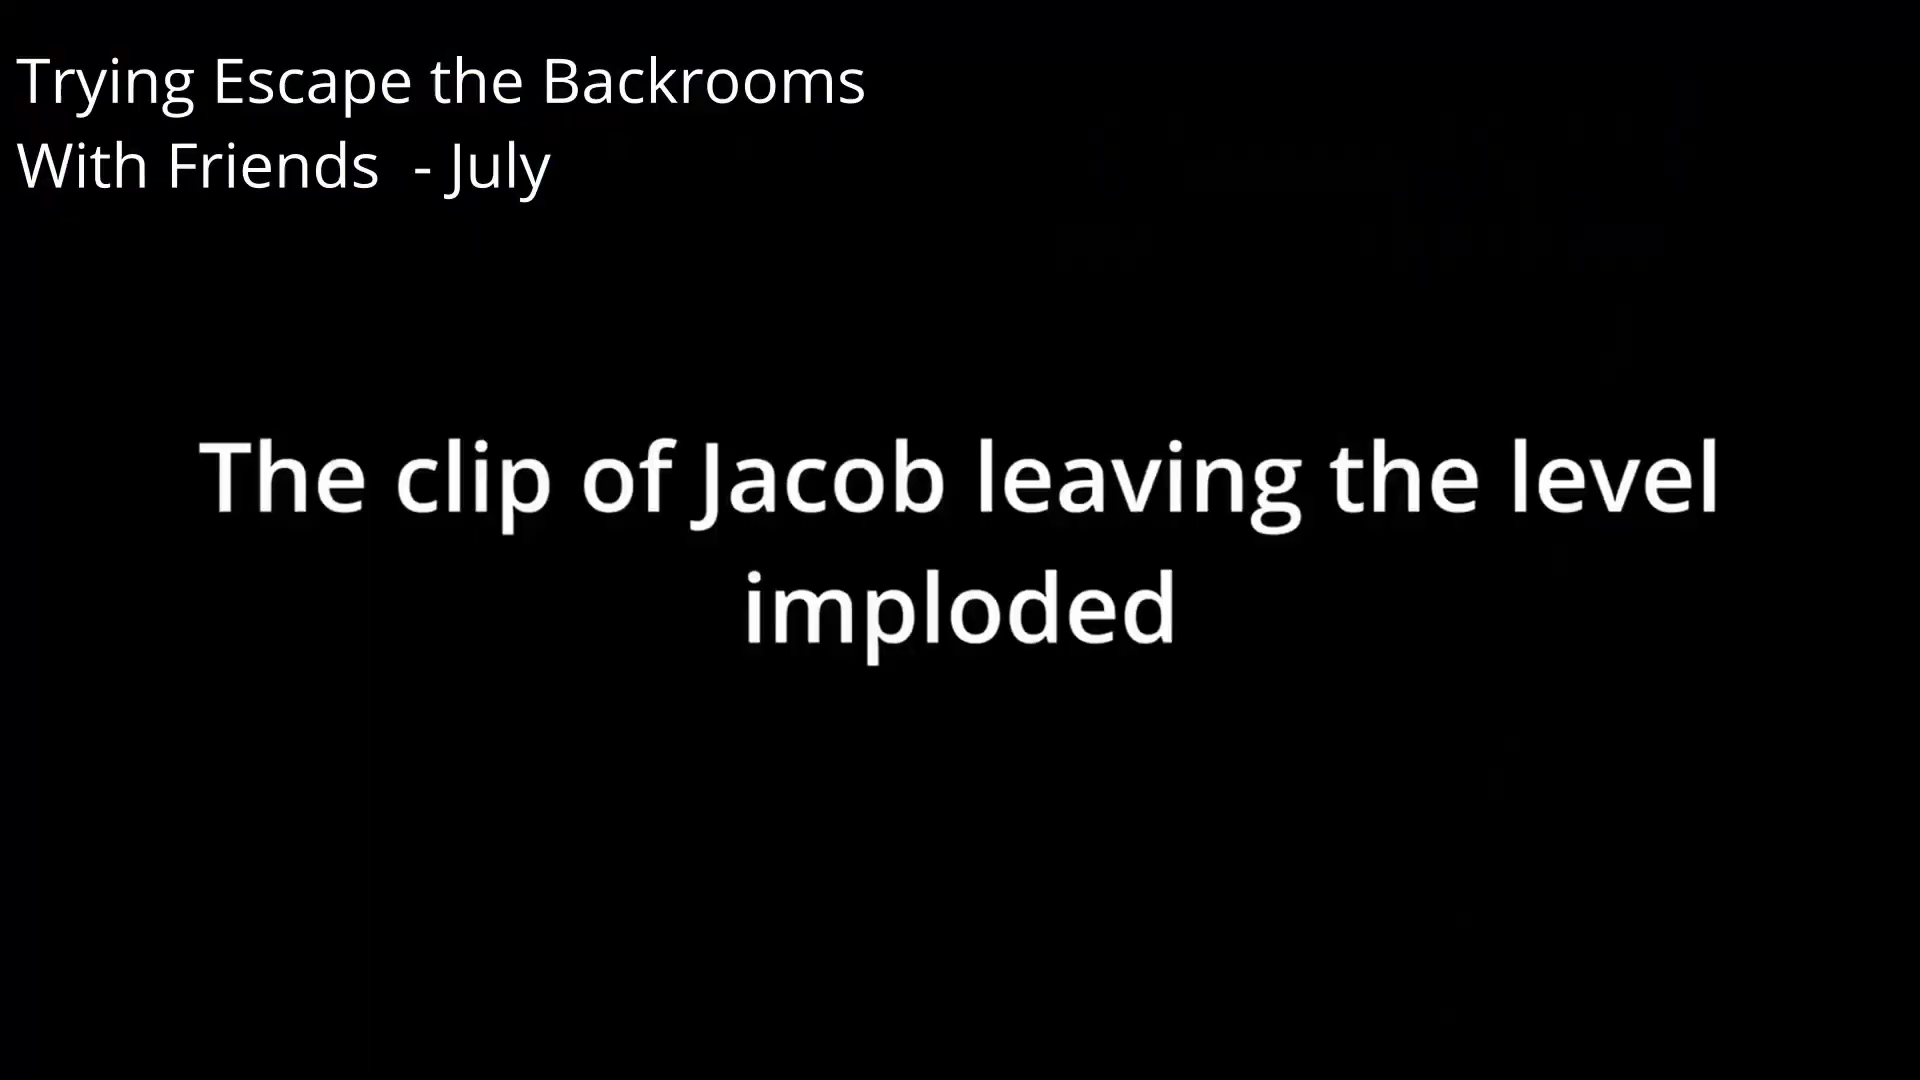 Trying Escape the Backrooms
With Friends  - July
The clip of Jacob leaving the level
imploded